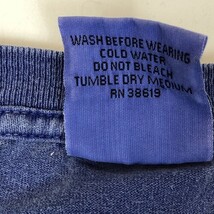 WASH BEFORE WEARING
COLD WATER
DO NOT BLEACH
TUMBLE DRY MEDIUM
RN 38619